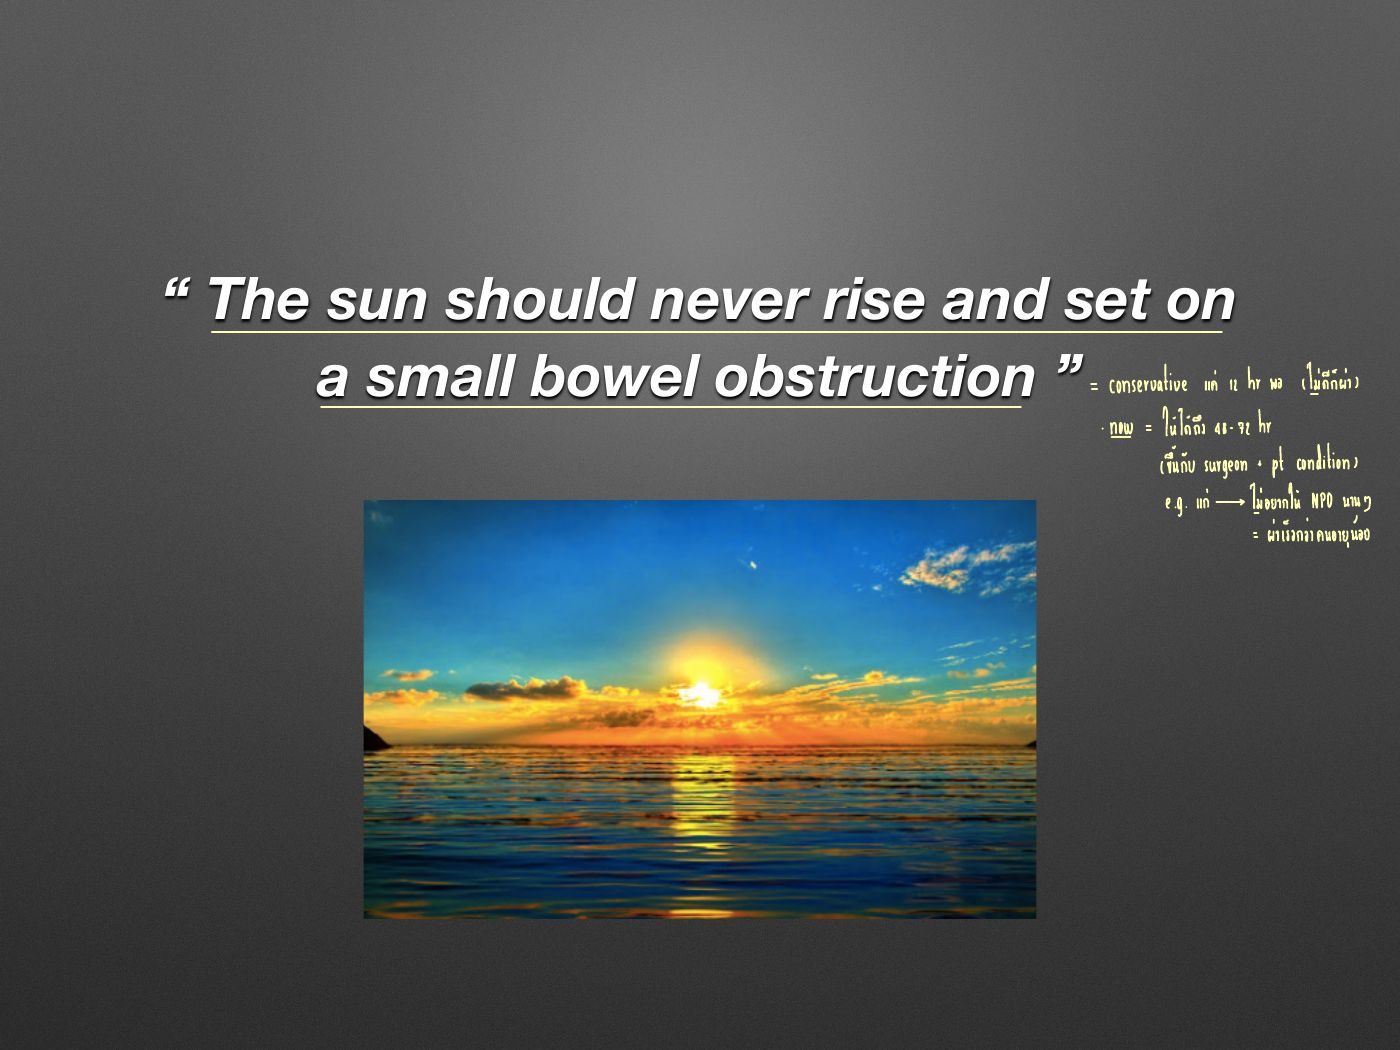 “ The sun should never rise and set on
a small bowel obstruction ”
= conservative แค่ 12 hr พอ (ไม่ดีก็ผ่า)
· now = ให้ได้ถึง 48-72 hr
(ขึ้นกับ surgeon + pt condition)
e.g. แก่ → ไม่อยากให้ NPO นานๆ
= ผ่าเร็วกว่าคนอายุน้อย